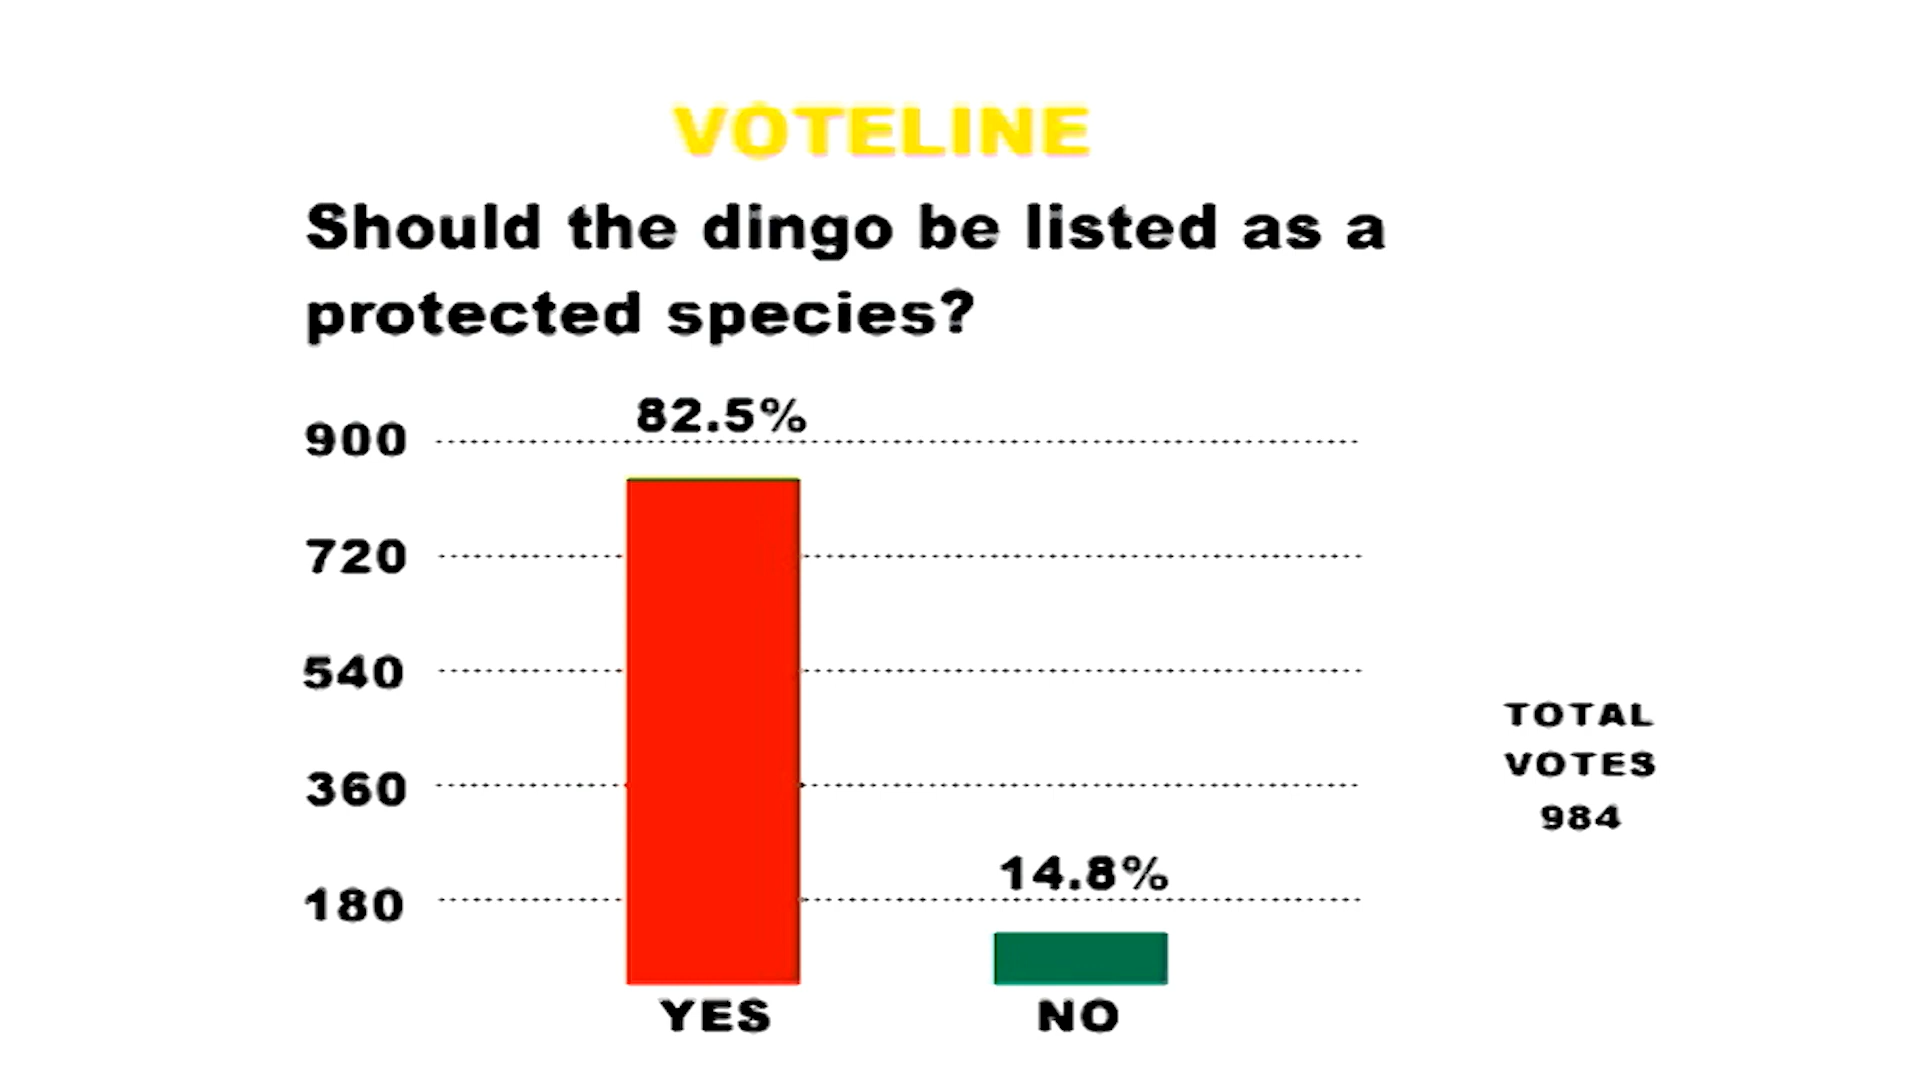 VOTELINE
Should the dingo be listed as a
protected species?
82.5%
900
720
540
360
14.8%
180
YES NO
TOTAL
VOTES
984